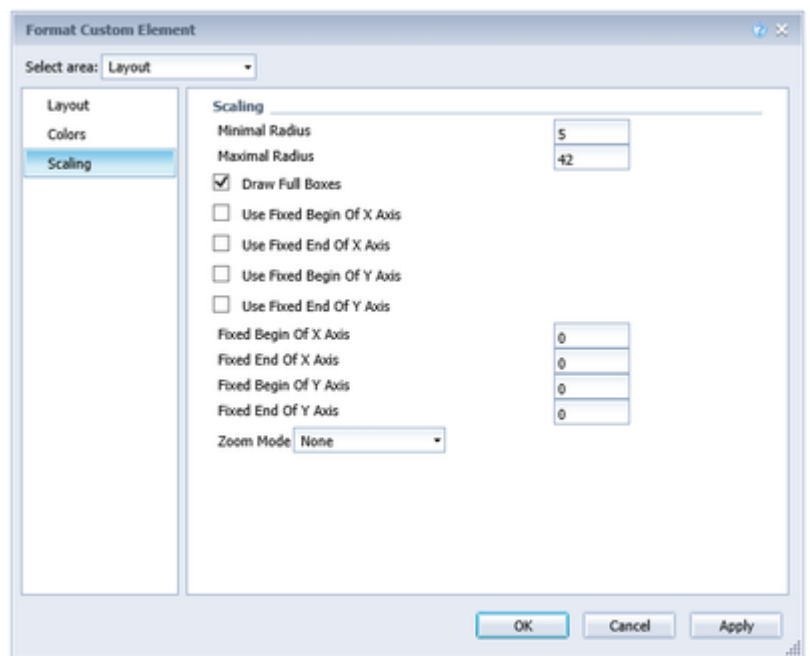 Format Custom Element
Select area: Layout
Layout
Colors
Scaling
Scaling
Minimal Radius 5
Maximal Radius 42
Draw Full Boxes
Use Fixed Begin Of X Axis
Use Fixed End Of X Axis
Use Fixed Begin Of Y Axis
Use Fixed End Of Y Axis
Fixed Begin Of X Axis 0
Fixed End Of X Axis 0
Fixed Begin Of Y Axis 0
Fixed End Of Y Axis 0
Zoom Mode None
OK Cancel Apply